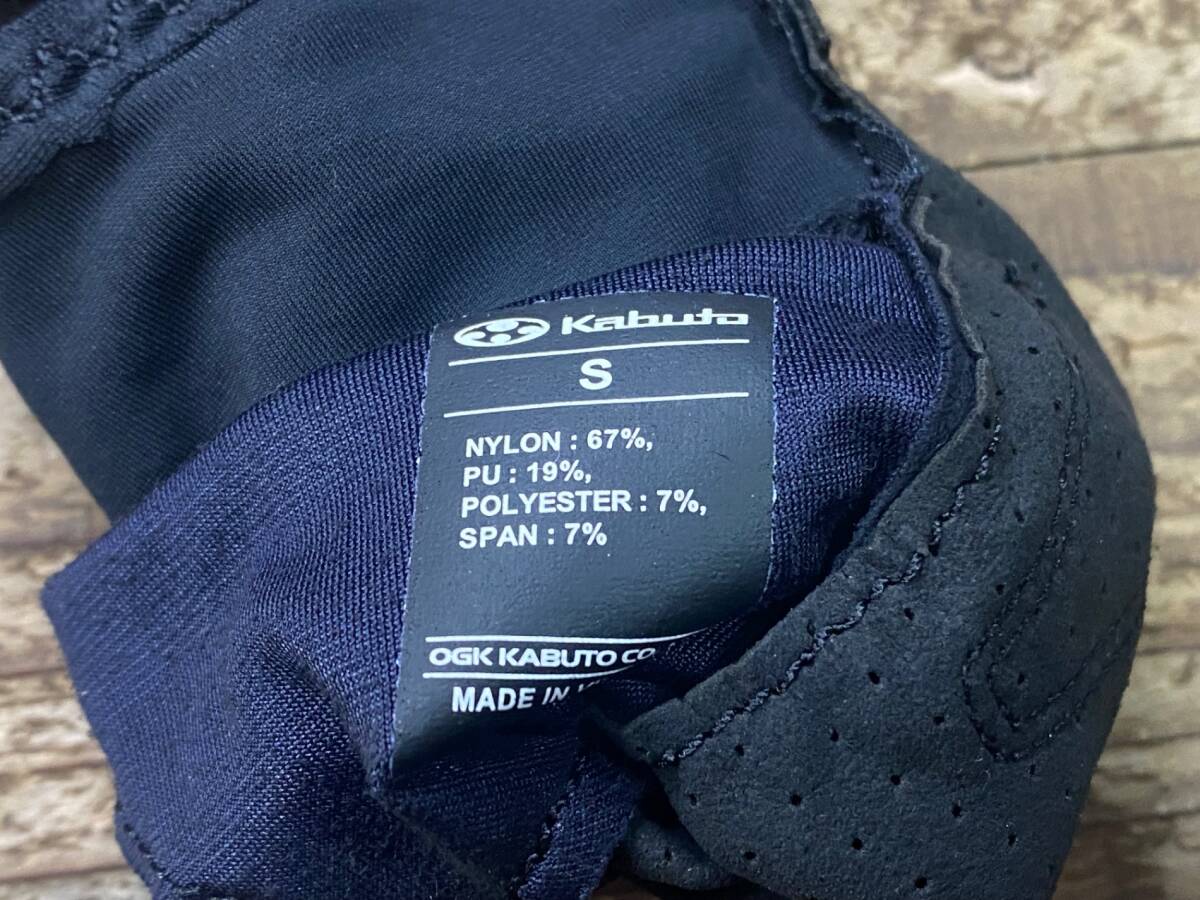 Kabuto
S
NYLON : 67%,
PU : 19%,
POLYESTER : 7%,
SPAN : 7%
OGK KABUTO CO
MADE IN